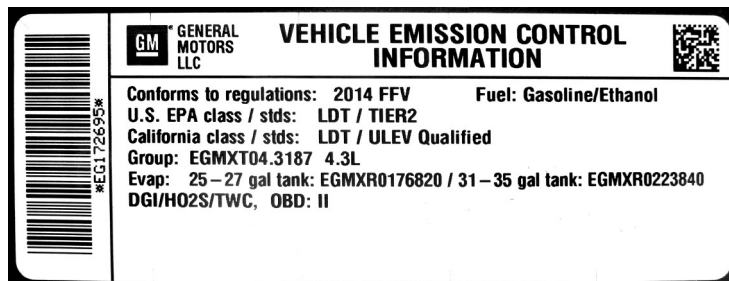 *EG172695*
GM
GENERAL
MOTORS
LLC
VEHICLE EMISSION CONTROL
INFORMATION
Conforms to regulations: 2014 FFV Fuel: Gasoline/Ethanol
U.S. EPA class / stds: LDT / TIER2
California class / stds: LDT / ULEV Qualified
Group: EGMXT04.3187 4.3L
Evap: 25–27 gal tank: EGMXR0176820 / 31–35 gal tank: EGMXR0223840
DGI/HO2S/TWC, OBD: II